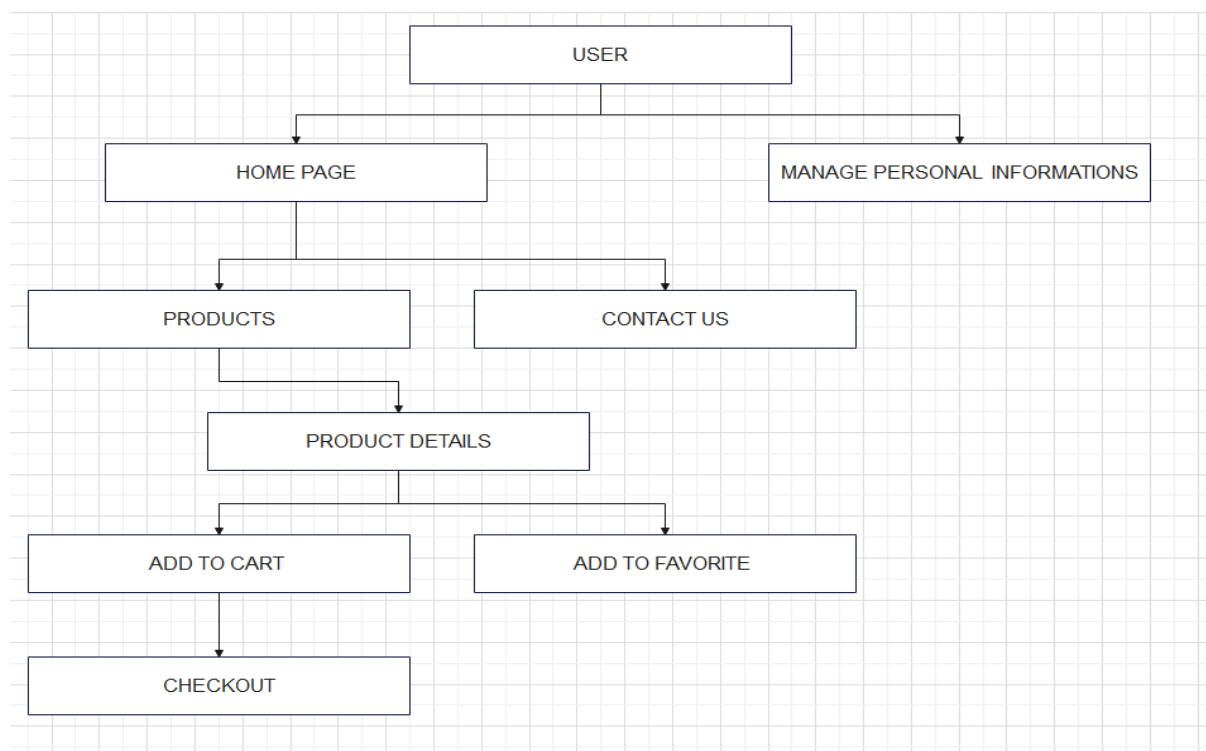 USER
HOME PAGE
MANAGE PERSONAL INFORMATIONS
PRODUCTS
CONTACT US
PRODUCT DETAILS
ADD TO CART
ADD TO FAVORITE
CHECKOUT